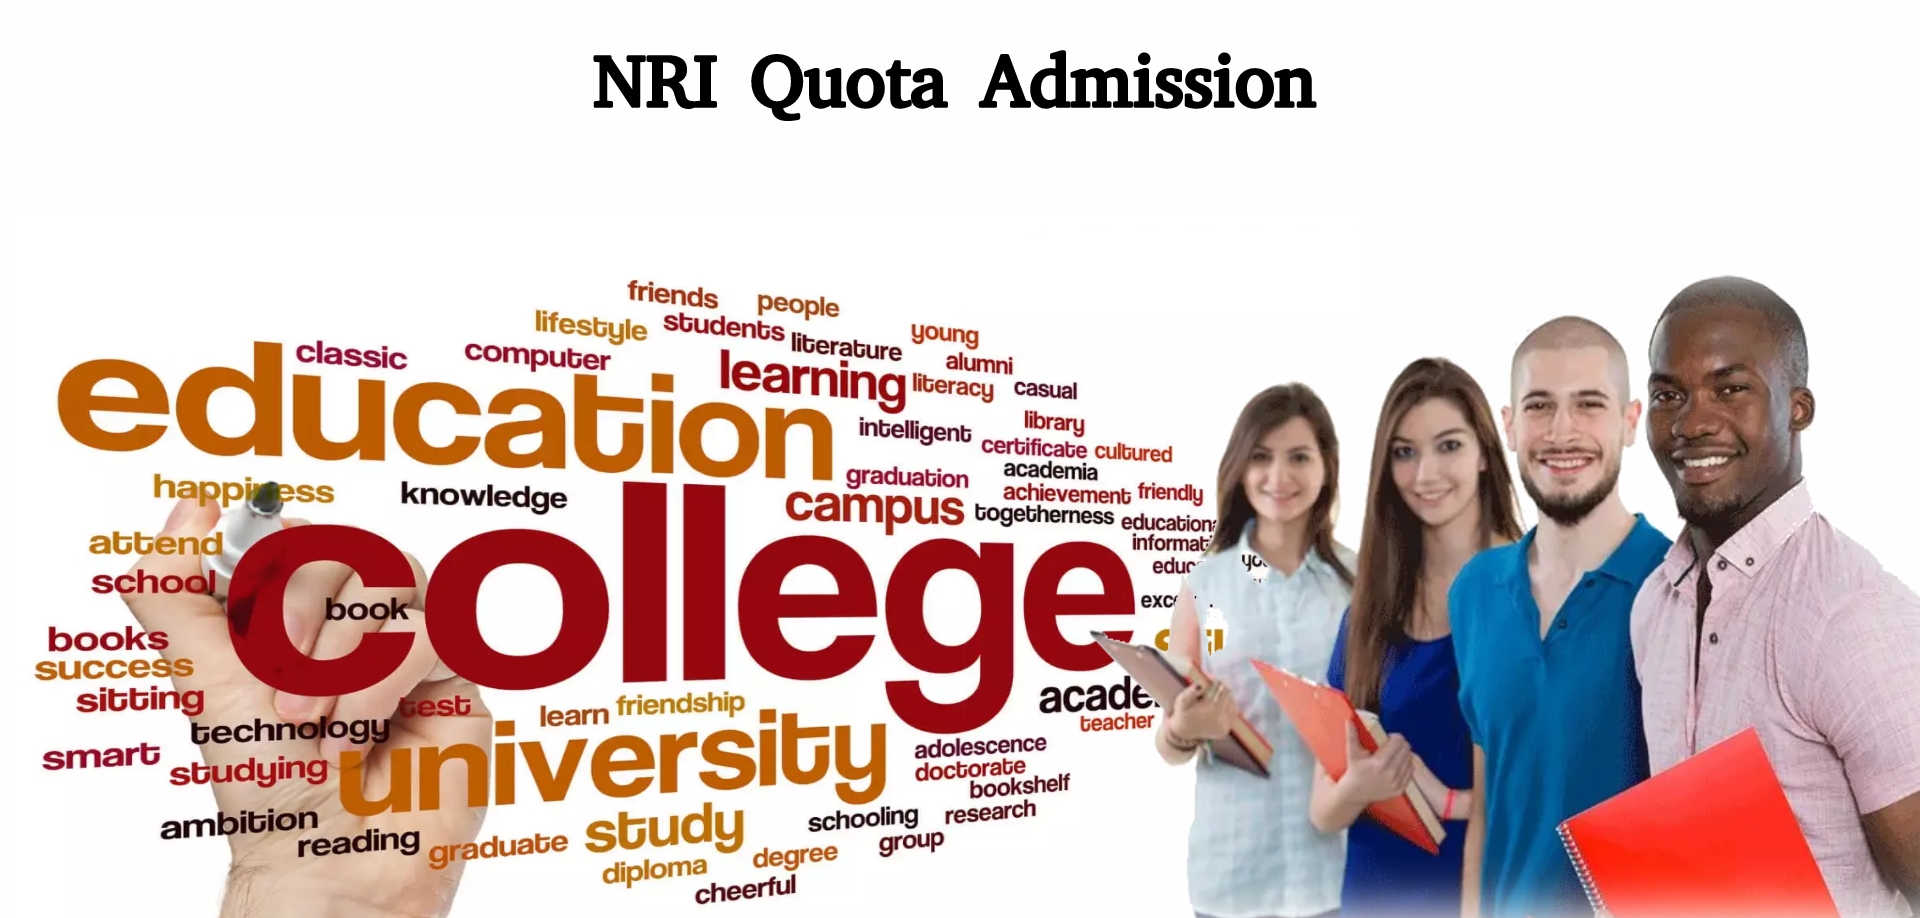 NRI Quota Admission
friends people
lifestyle students literature young
classic computer learning alumni
education literacy casual
intelligent library
certificate cultured
happiness knowledge graduation academia
campus achievement friendly
togetherness
attend
school college
book
books
success
sitting
test learn friendship
technology university teacher
smart studying adolescence
doctorate
bookshelf
ambition study schooling research
reading graduate group
diploma degree
cheerful